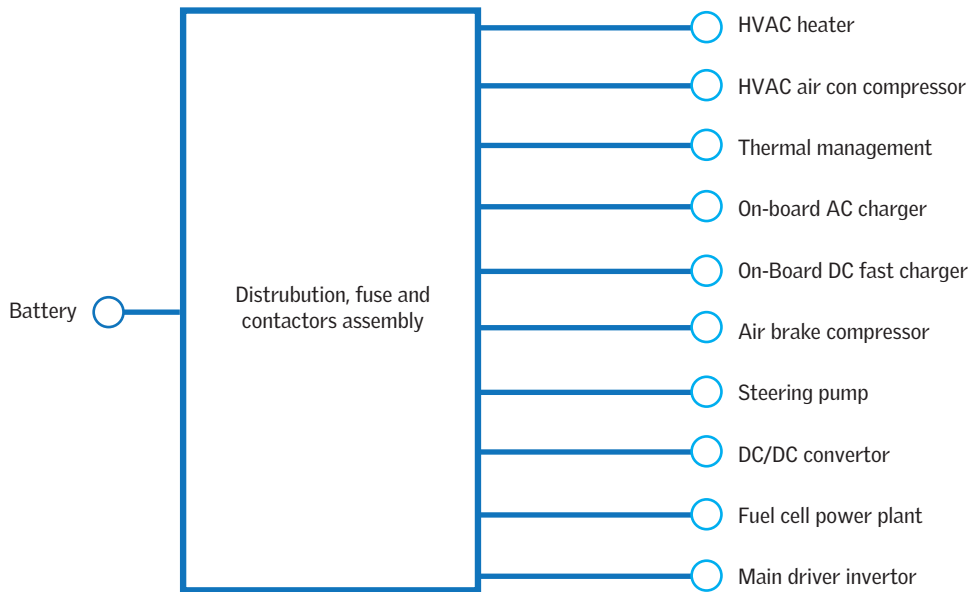 Battery
Distrubution, fuse and
contactors assembly
HVAC heater
HVAC air con compressor
Thermal management
On-board AC charger
On-Board DC fast charger
Air brake compressor
Steering pump
DC/DC convertor
Fuel cell power plant
Main driver invertor